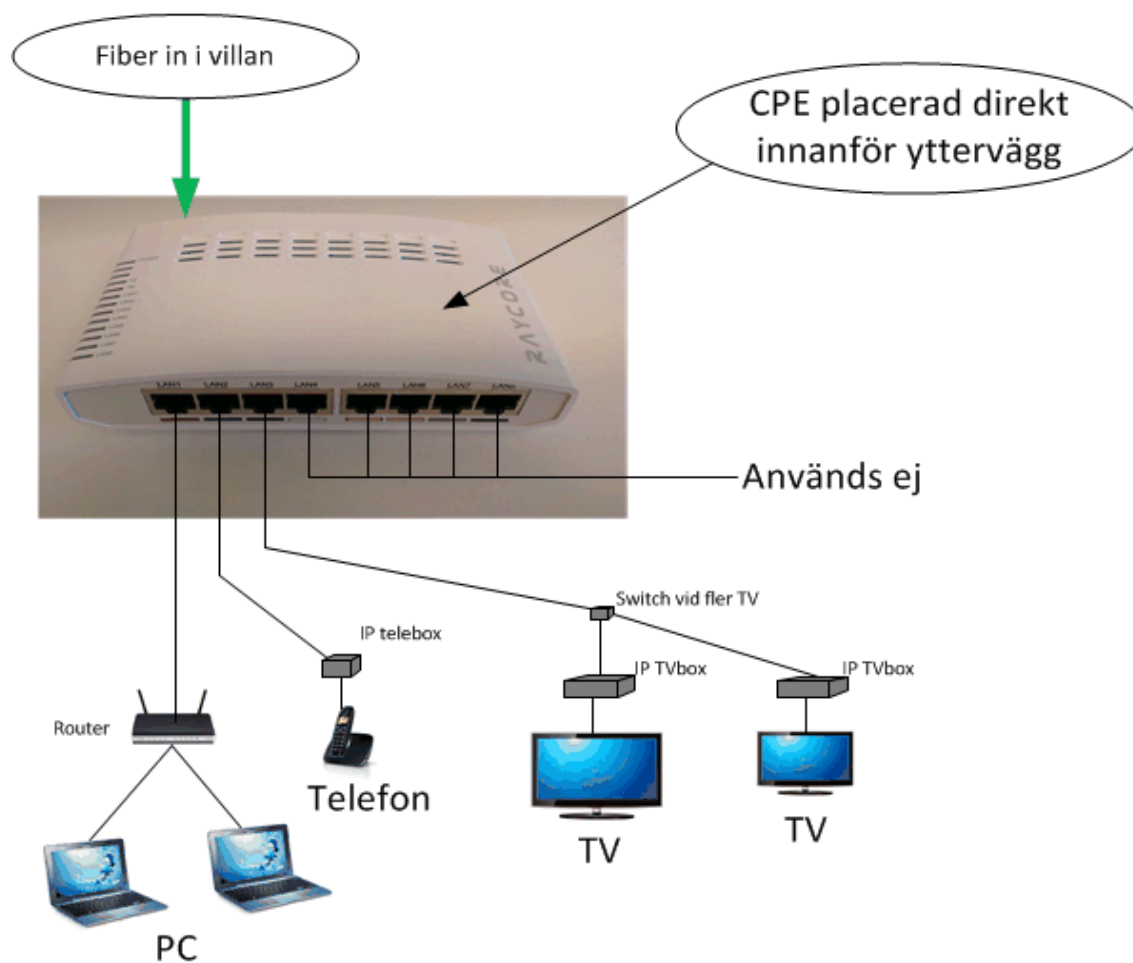 Fiber in i villan
CPE placerad direkt
innanför yttervägg
RAYCORE
LAN1 LAN2 LAN3 LAN4 LAN5 LAN6 LAN7 LAN8
Används ej
Switch vid fler TV
IP telebox
IP TVbox
IP TVbox
Router
Telefon
TV
TV
PC